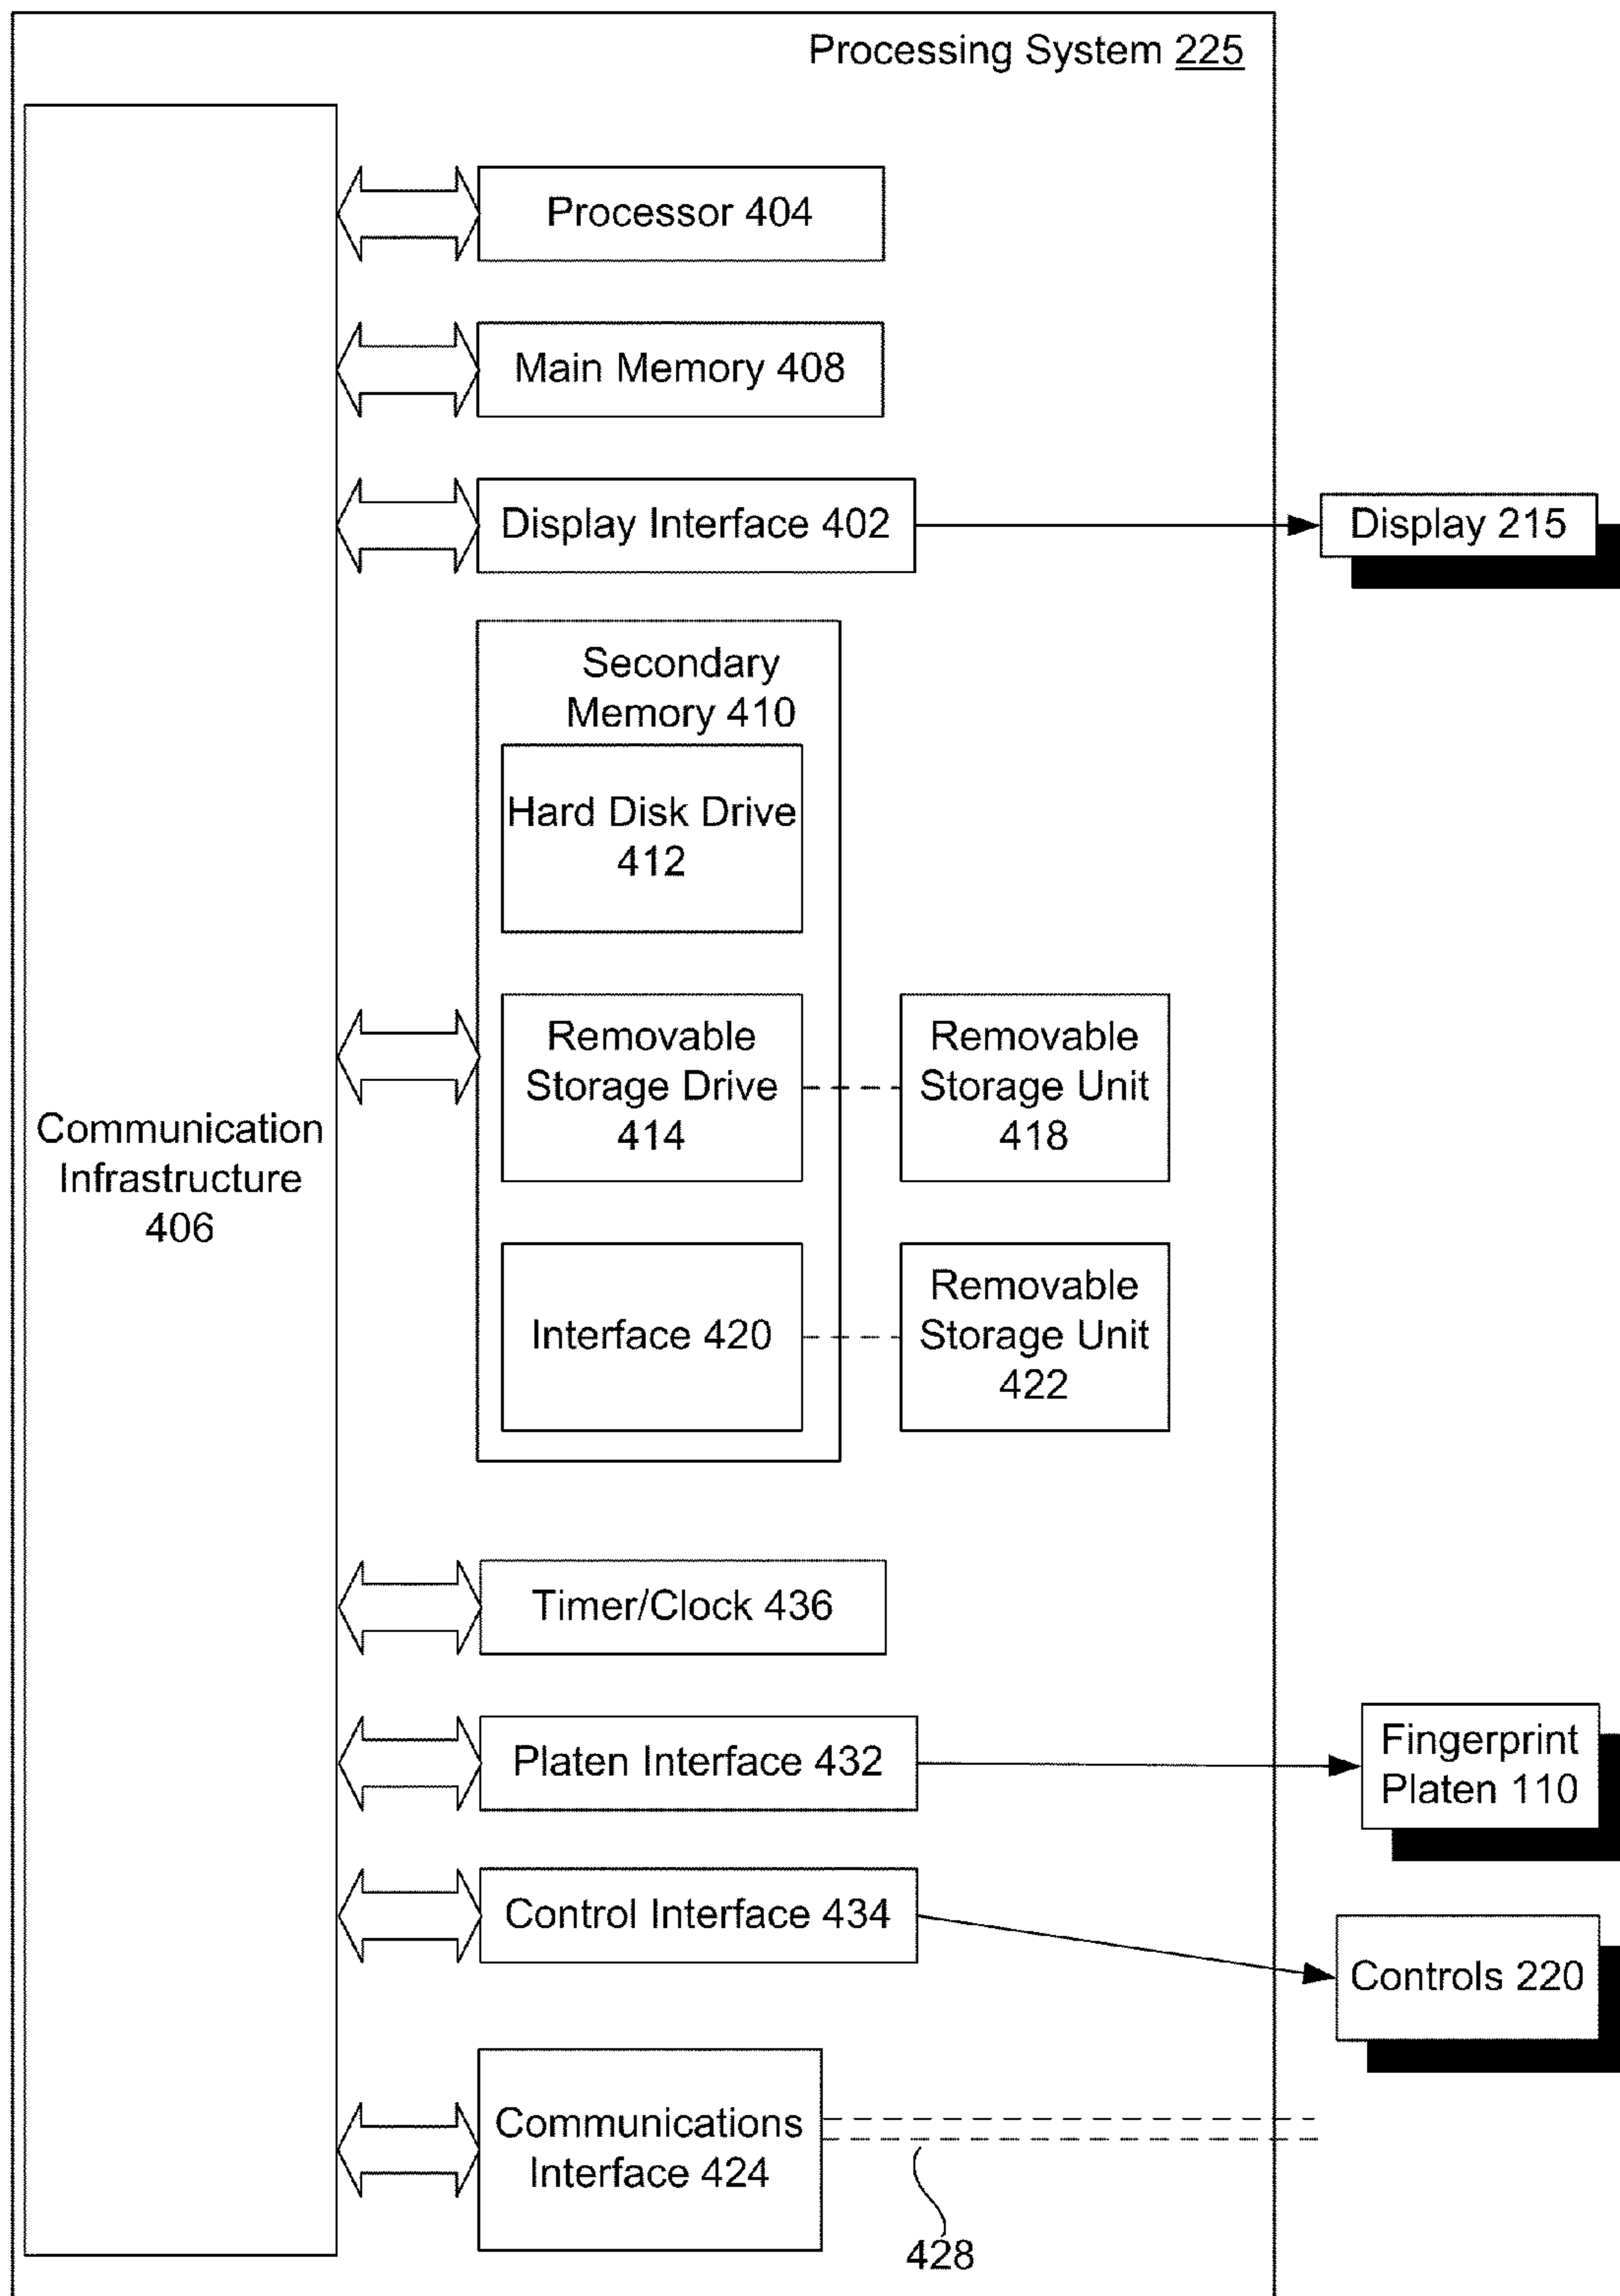 Processing System 225
Processor 404
Main Memory 408
Display Interface 402
Display 215
Secondary
Memory 410
Hard Disk Drive
412
Removable
Storage Drive
414
Removable
Storage Unit
418
Communication
Infrastructure
406
Interface 420
Removable
Storage Unit
422
Timer/Clock 436
Platen Interface 432
Fingerprint
Platen 110
Control Interface 434
Controls 220
Communications
Interface 424
428